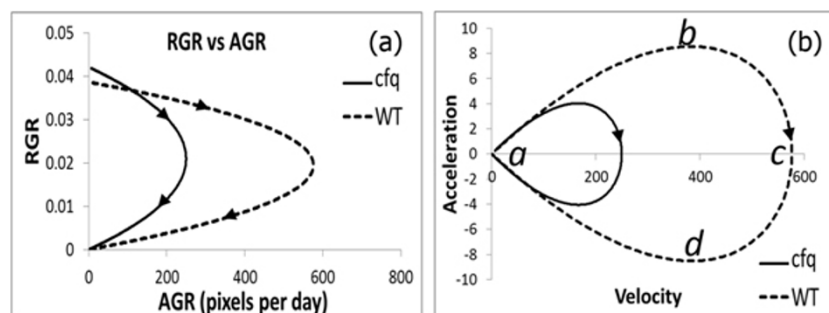 RGR vs AGR
(a)
cfq
WT
0.05
0.04
0.03
0.02
0.01
0
RGR
0
200
400
600
800
AGR (pixels per day)
(b)
10
8
6
4
2
0
-2
-4
-6
-8
-10
Acceleration
a
b
c
d
0
200
400
600
Velocity
cfq
WT